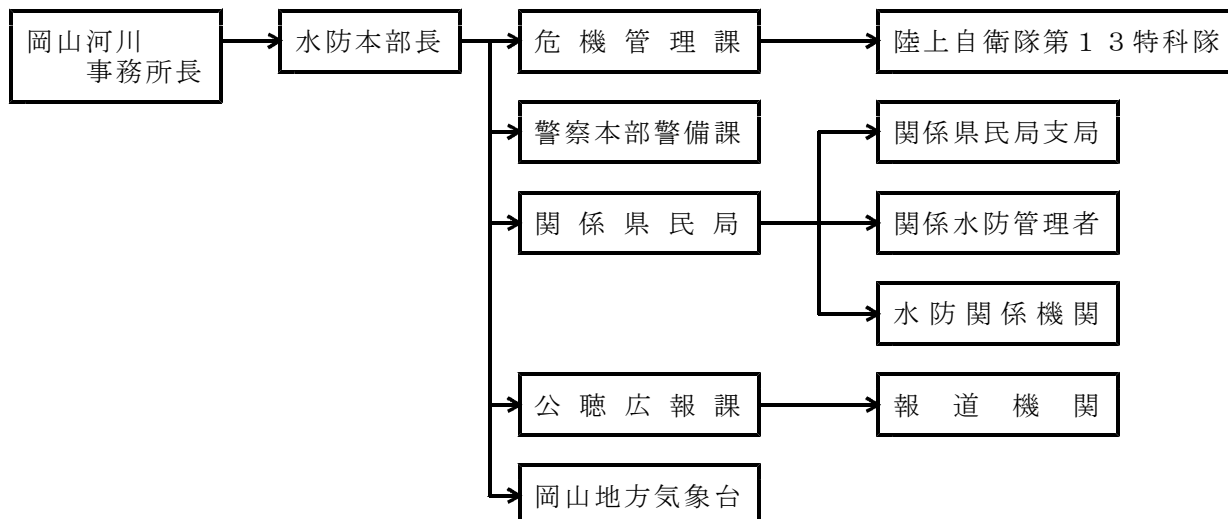 岡山河川
事務所長
水防本部長
危機管理課
陸上自衛隊第13特科隊
警察本部警備課
関係県民局支局
関係県民局
関係水防管理者
水防関係機関
公聴広報課
報道機関
岡山地方気象台